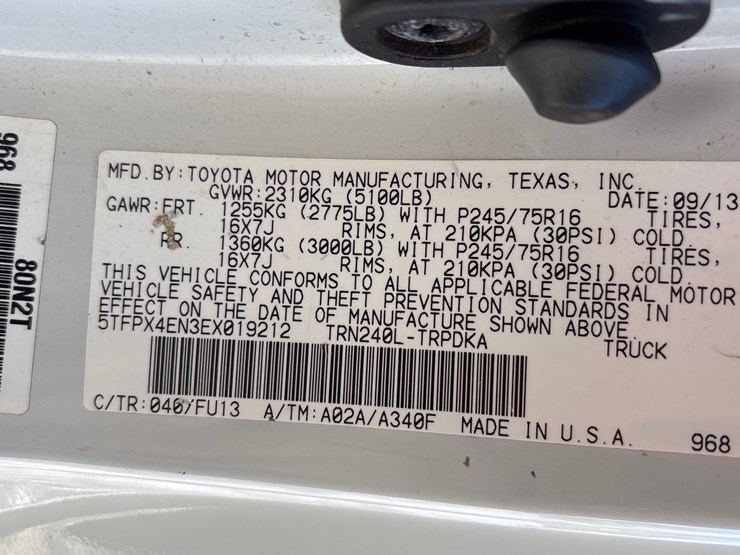 MFD.BY:TOYOTA MOTOR MANUFACTURING, TEXAS, INC.
GVWR:2310KG (5100LB) DATE:09/13
GAWR:FRT. 1255KG (2775LB) WITH P245/75R16 TIRES,
16X7J RIMS, AT 210KPA (30PSI) COLD.
RR. 1360KG (3000LB) WITH P245/75R16 TIRES,
16X7J RIMS, AT 210KPA (30PSI) COLD
THIS VEHICLE CONFORMS TO ALL APPLICABLE FEDERAL MOTOR
VEHICLE SAFETY AND THEFT PREVENTION STANDARDS IN
EFFECT ON THE DATE OF MANUFACTURE SHOWN ABOVE.
5TFPX4EN3EX019212 TRN240L-TRPDKA TRUCK
C/TR: A/TM:A02A/A340F MADE IN U.S.A. 968
968
80N2T